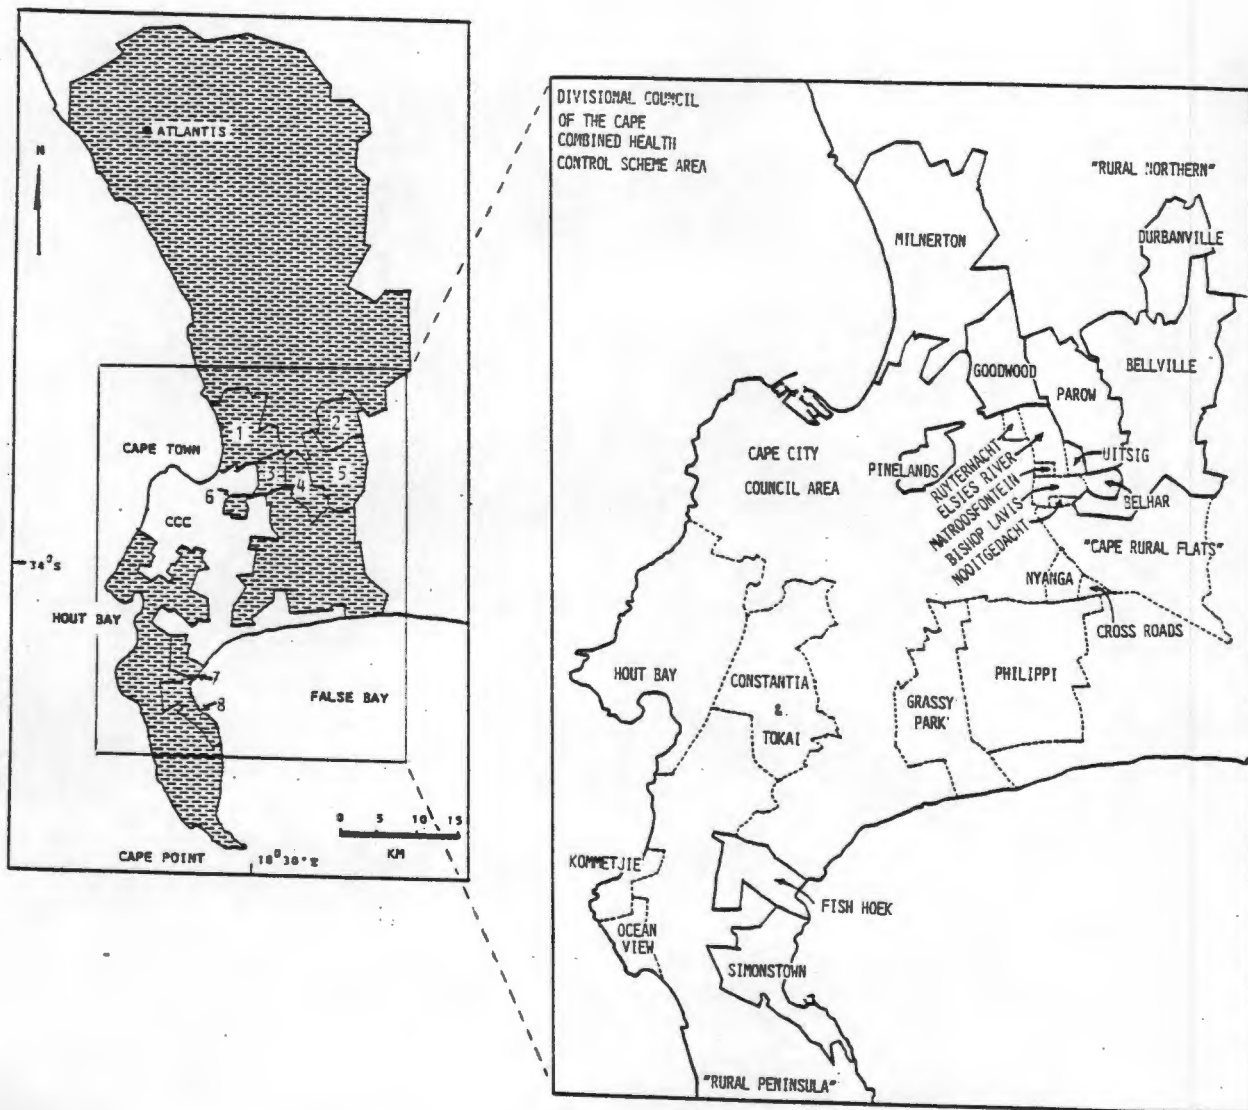 N
ATLANTIS
CAPE TOWN
1
2
3
4
5
6
CCC
34°S
HOUT BAY
7
8
FALSE BAY
0 5 10 15
KM
CAPE POINT
18°30'E
DIVISIONAL COUNCIL
OF THE CAPE
COMBINED HEALTH
CONTROL SCHEME AREA
"RURAL NORTHERN"
MILNERTON
DURBANVILLE
GOODWOOD
BELLVILLE
PAROW
CAPE CITY
COUNCIL AREA
PINELANDS
RUYTERWACHT
ELSIES RIVER
MATROOSFONTEIN
BISHOP LAVIS
NOOITGEDACHT
UITSIG
BELHAR
"CAPE RURAL FLATS"
NYANGA
CROSS ROADS
HOUT BAY
CONSTANTIA
&
TOKAI
GRASSY
PARK
PHILIPPI
KOMMETJIE
OCEAN
VIEW
FISH HOEK
SIMONSTOWN
"RURAL PENINSULA"